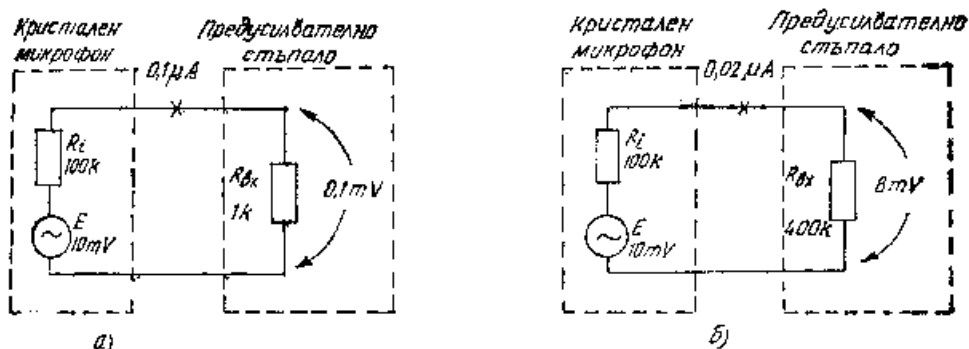 Кристален
микрофон
Предусилвателно
стъпало
0,1μA
Ri
100k
Rвх
1k
0,1mV
E
10mV
а)
Кристален
микрофон
Предусилвателно
стъпало
0,02μA
Ri
100k
Rвх
400k
8mV
E
10mV
б)